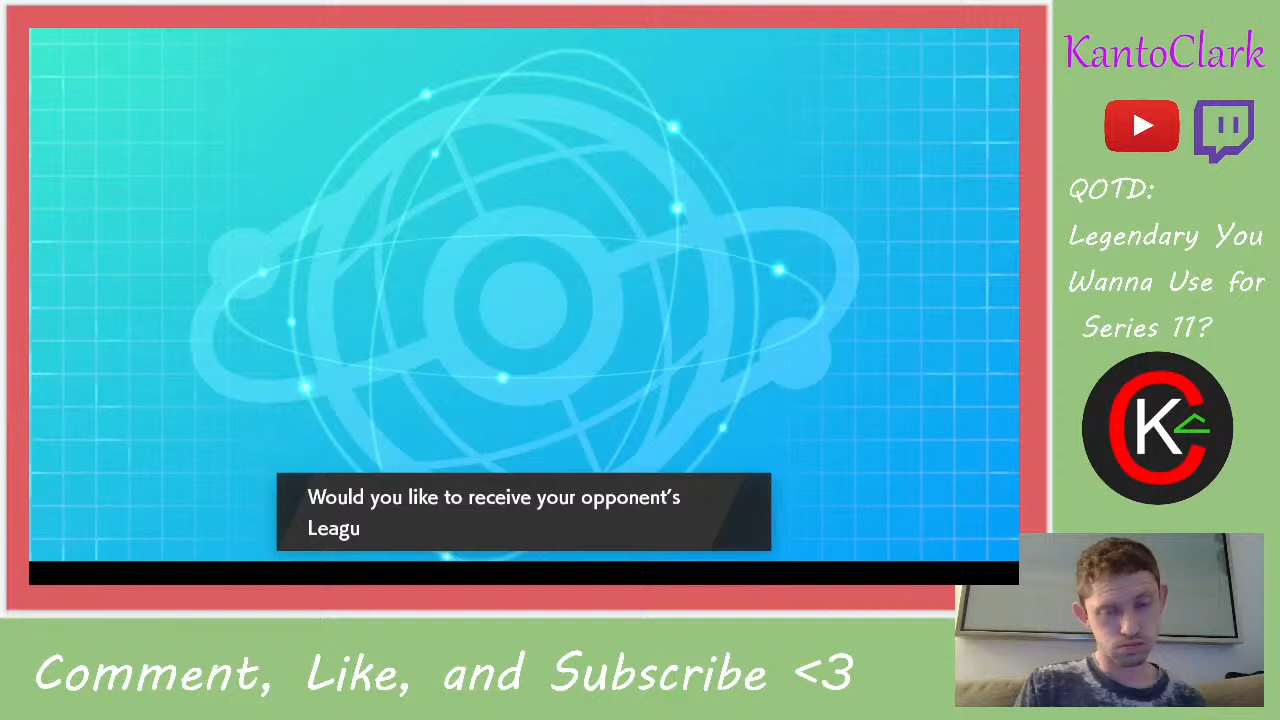 KantoClark
QOTD:
Legendary You
Wanna Use for
Series 11?
CK
Would you like to receive your opponent's
Leagu
Comment, Like, and Subscribe <3